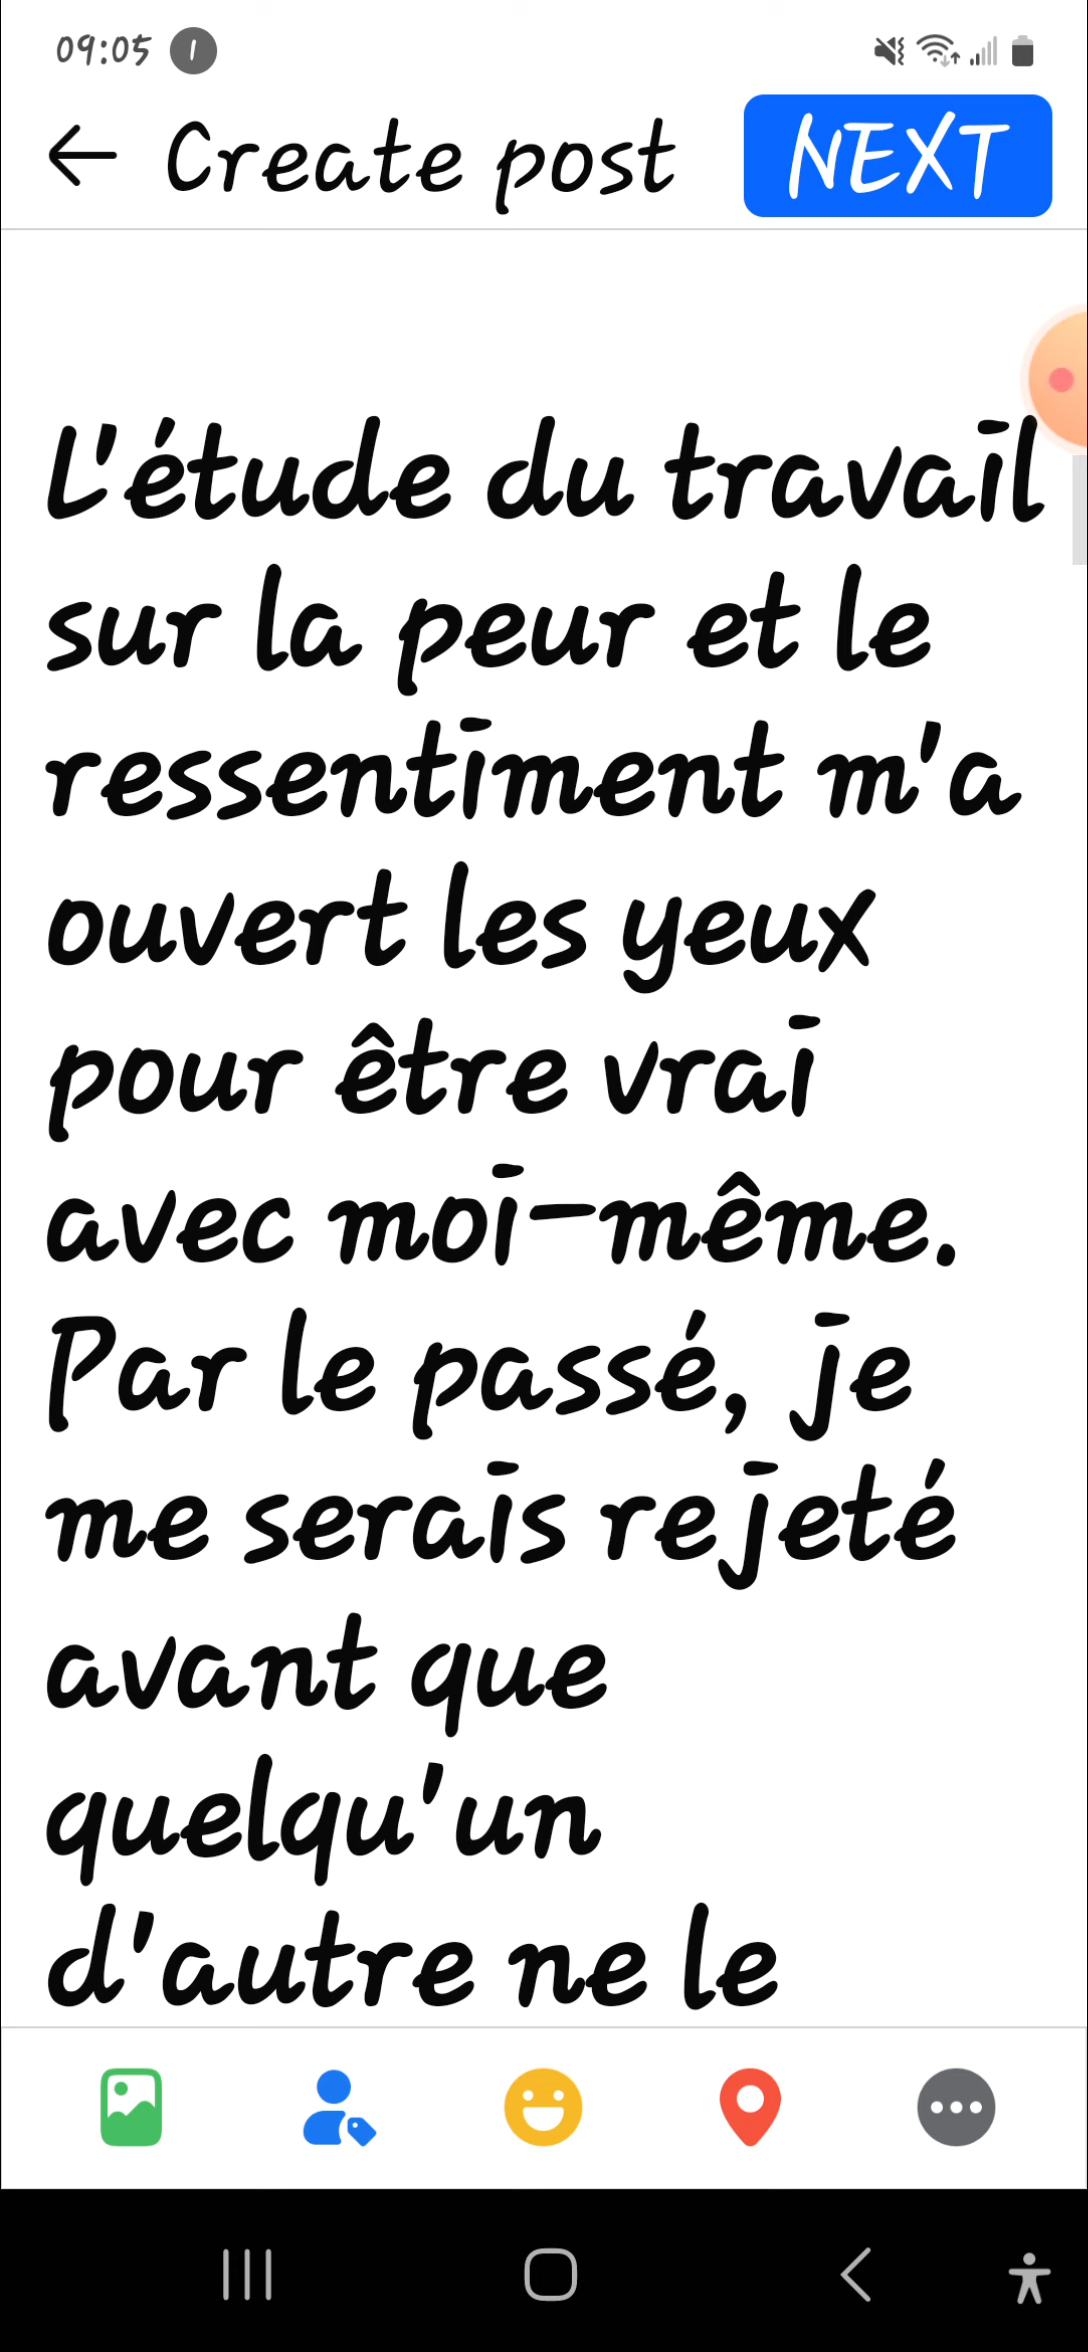 09:05
Create post
NEXT
L'étude du travail
sur la peur et le
ressentiment m'a
ouvert les yeux
pour être vrai
avec moi-même.
Par le passé, je
me serais rejeté
avant que
quelqu'un
d'autre ne le